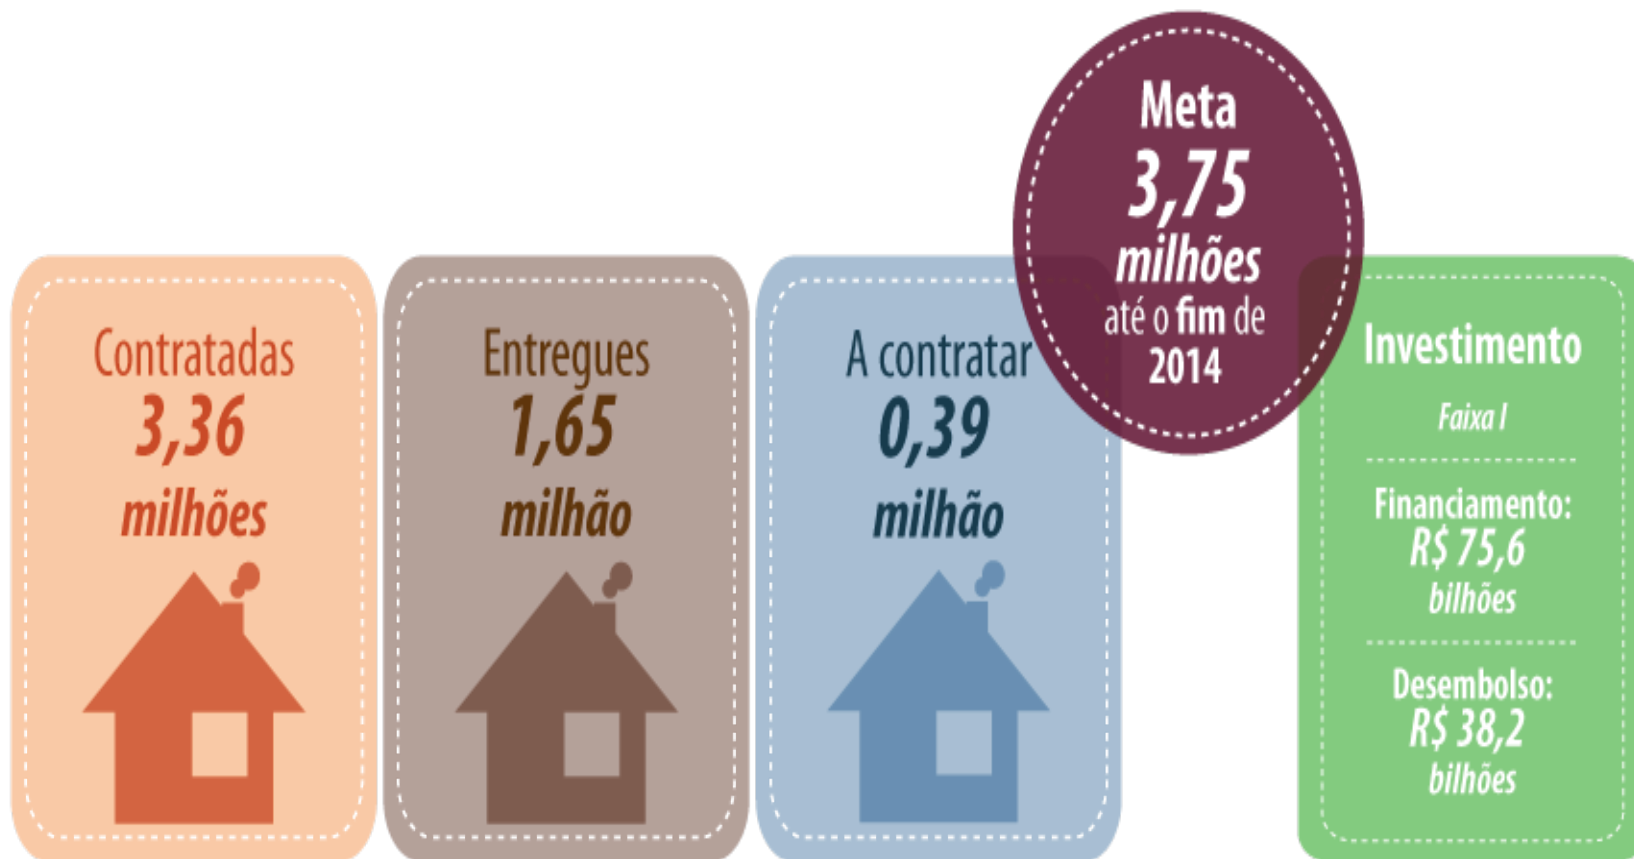 Contratadas
3,36
milhões
Entregues
1,65
milhão
A contratar
0,39
milhão
Meta
3,75
milhões
até o fim de
2014
Investimento
Faixa I
Financiamento:
R$ 75,6
bilhões
Desembolso:
R$ 38,2
bilhões